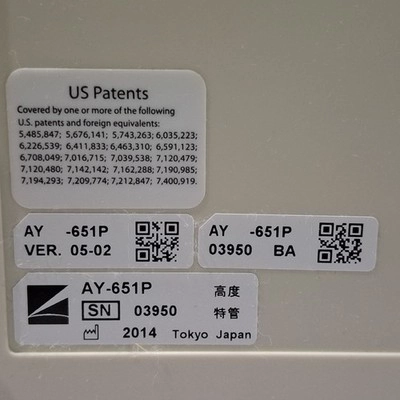 US Patents
Covered by one or more of the following
U.S. patents and foreign equivalents:
5,485,847; 5,676,141; 5,743,263; 6,035,223;
6,226,539; 6,411,833; 6,463,310; 6,591,123;
6,708,049; 7,016,715; 7,039,538; 7,120,479;
7,120,480; 7,142,142; 7,162,288; 7,190,985;
7,194,293; 7,209,774; 7,212,847; 7,400,919.
AY -651P
VER. 05-02
AY -651P
03950 BA
AY-651P 高度
SN 03950 特管
2014 Tokyo Japan